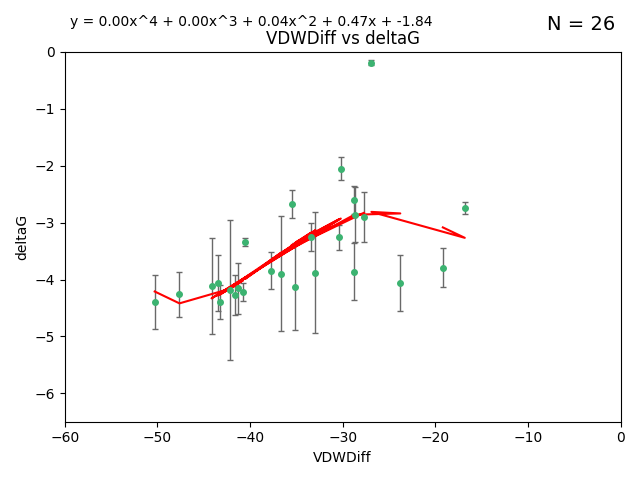 y = 0.00x^4 + 0.00x^3 + 0.04x^2 + 0.47x + -1.84
N = 26
VDWDiff vs deltaG
0
−1
−2
−3
−4
−5
−6
deltaG
−60 −50 −40 −30 −20 −10 0
VDWDiff